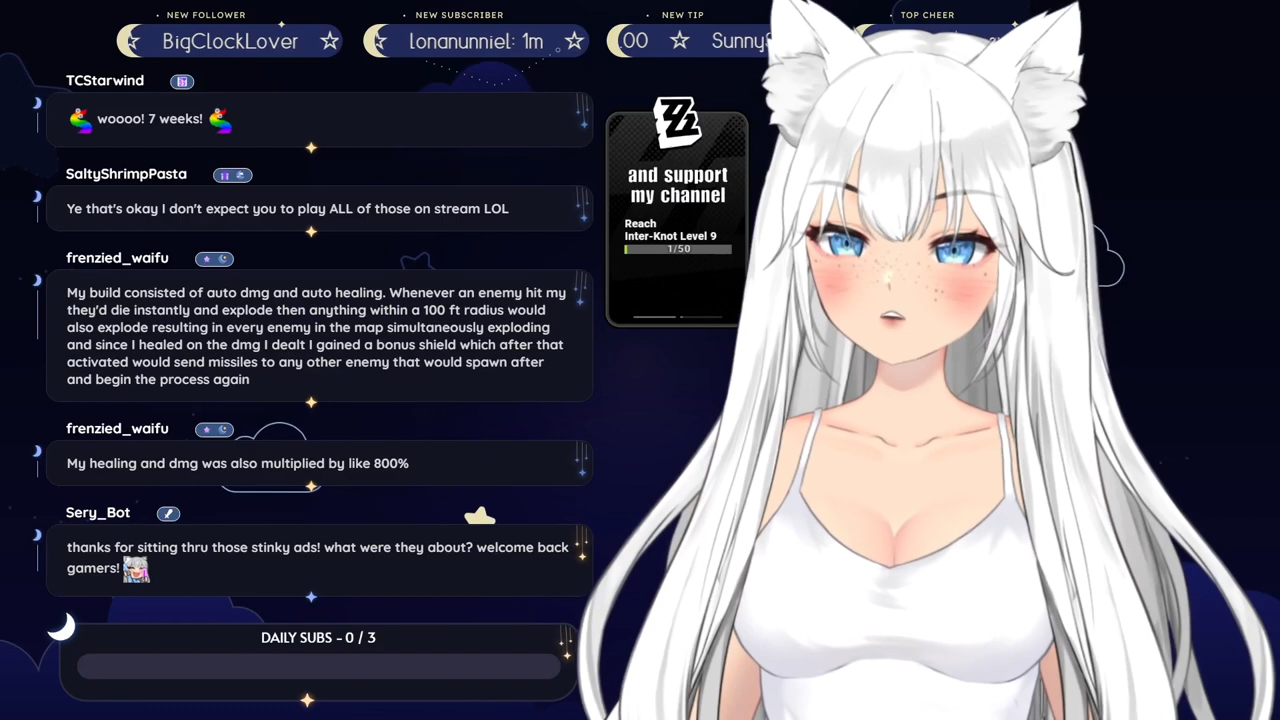 NEW FOLLOWER
NEW SUBSCRIBER
NEW TIP
TOP CHEER
BigClockLover
lonanunniel: 1m
.00
SunnyS
TCStarwind
woooo! 7 weeks!
SaltyShrimpPasta
Ye that's okay I don't expect you to play ALL of those on stream LOL
frenzied_waifu
My build consisted of auto dmg and auto healing. Whenever an enemy hit my
they'd die instantly and explode then anything within a 100 ft radius would
also explode resulting in every enemy in the map simultaneously exploding
and since I healed on the dmg I dealt I gained a bonus shield which after that
activated would send missiles to any other enemy that would spawn after
and begin the process again
frenzied_waifu
My healing and dmg was also multiplied by like 800%
Sery_Bot
thanks for sitting thru those stinky ads! what were they about? welcome back
gamers!
DAILY SUBS - 0 / 3
and support
my channel
Reach
Inter-Knot Level 9
1/50